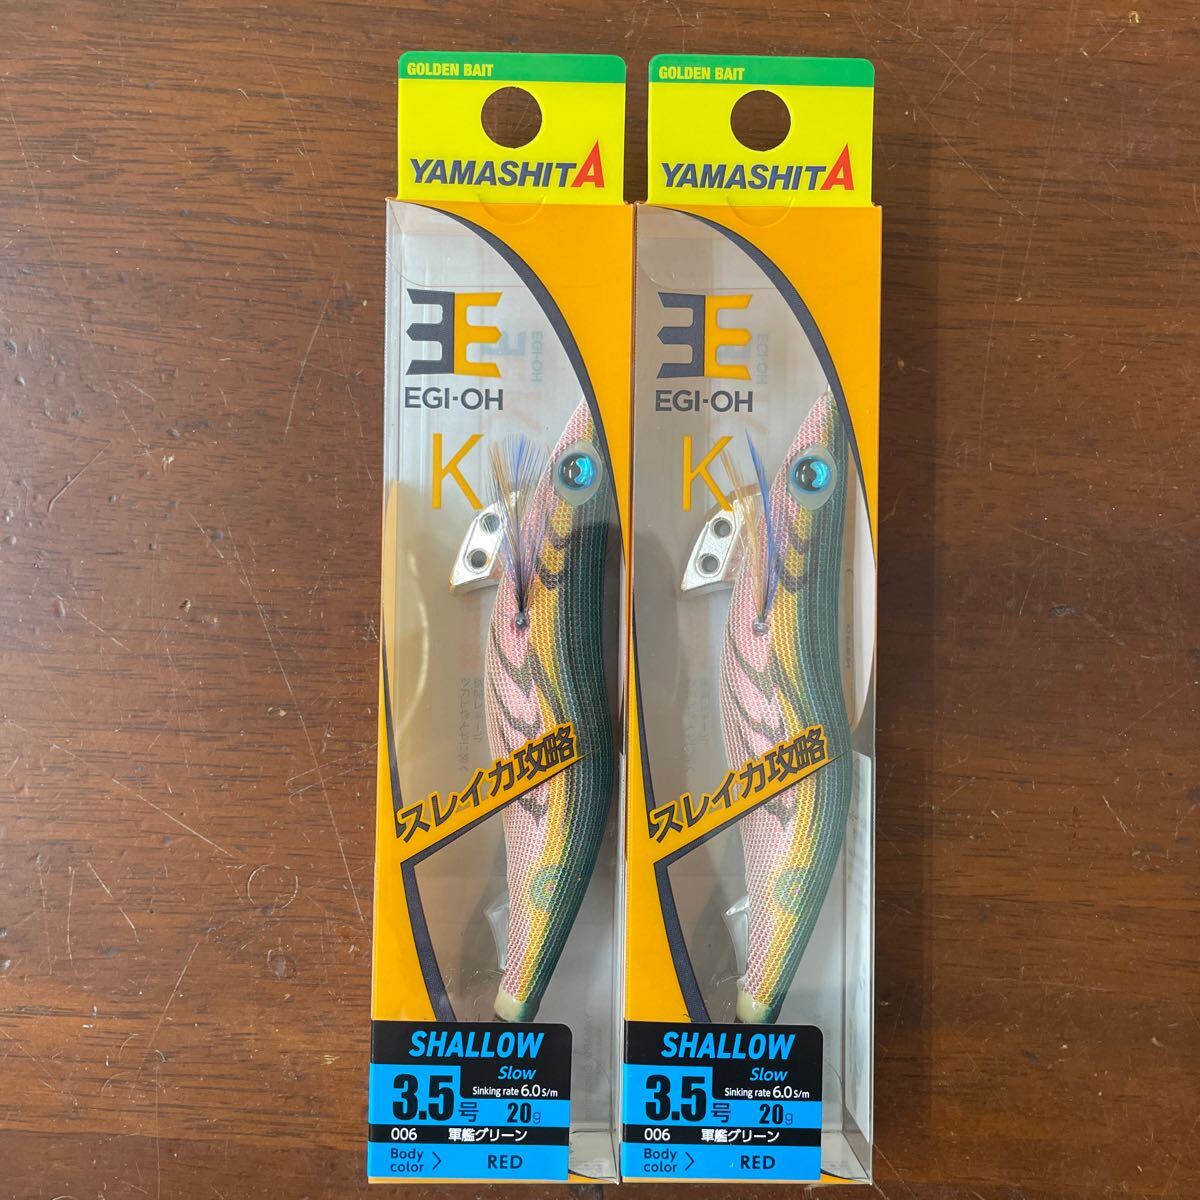 GOLDEN BAIT
YAMASHITA
EGI-OH
K
スレイカ攻略
SHALLOW
Slow
Sinking rate 6.0 s/m
3.5号 20g
006 軍艦グリーン
Body color > RED
GOLDEN BAIT
YAMASHITA
EGI-OH
K
スレイカ攻略
SHALLOW
Slow
Sinking rate 6.0 s/m
3.5号 20g
006 軍艦グリーン
Body color > RED